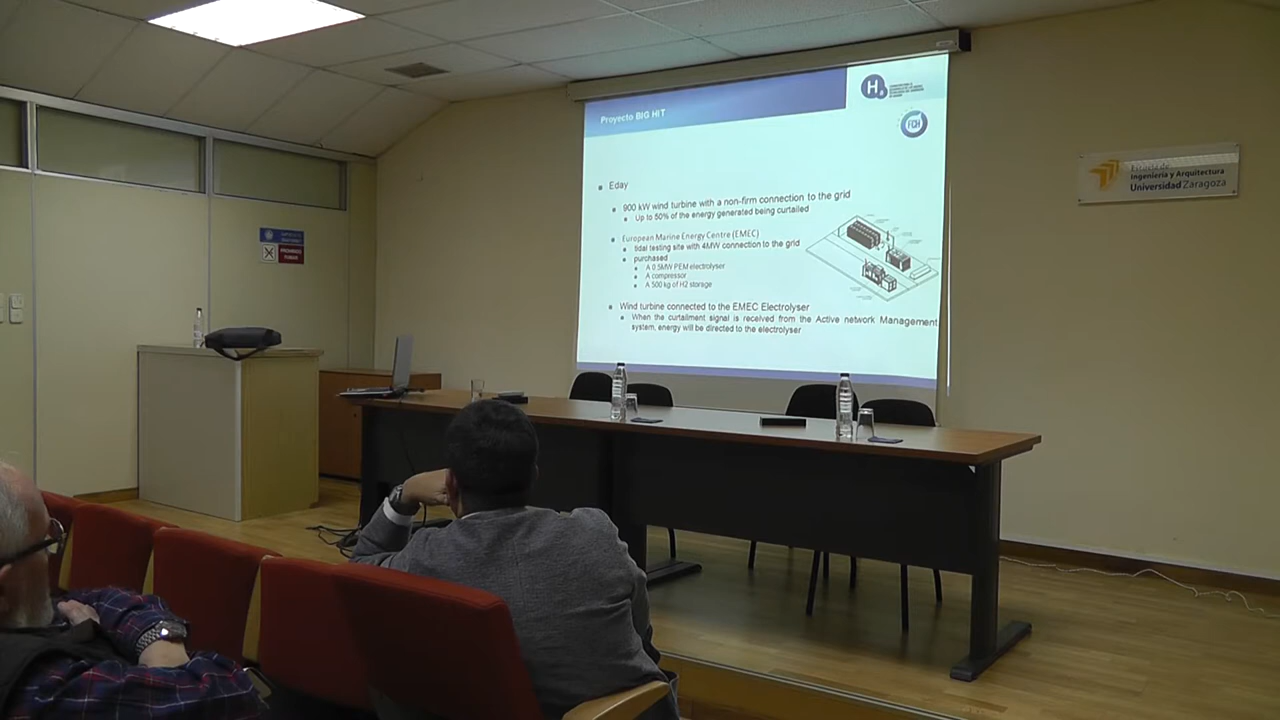 Proyecto BIG HIT
H2
FCH
Eday
900 kW wind turbine with a non-firm connection to the grid
Up to 50% of the energy generated being curtailed
European Marine Energy Centre (EMEC)
tidal testing site with 4MW connection to the grid
purchased
A 0.5MW PEM electrolyser
A compressor
A 500 kg of H2 storage
Wind turbine connected to the EMEC Electrolyser
When the curtailment signal is received from the Active network Management
system, energy will be directed to the electrolyser
Escuela de
Ingeniería y Arquitectura
Universidad Zaragoza